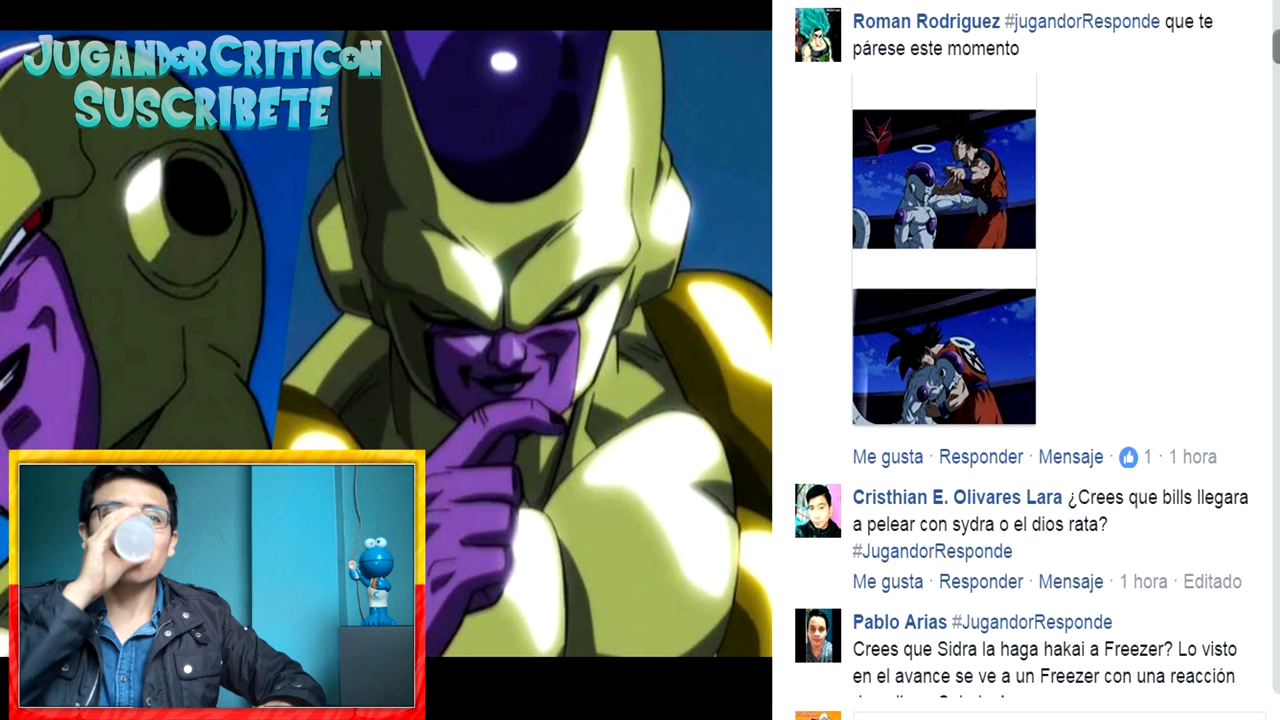 JUGANDORCRITICON
SUSCRIBETE
Roman Rodriguez #jugandorResponde que te
párese este momento
Me gusta · Responder · Mensaje · 1 · 1 hora
Cristhian E. Olivares Lara ¿Crees que bills llegara
a pelear con sydra o el dios rata?
#JugandorResponde
Me gusta · Responder · Mensaje · 1 hora · Editado
Pablo Arias #JugandorResponde
Crees que Sidra la haga hakai a Freezer? Lo visto
en el avance se ve a un Freezer con una reacción